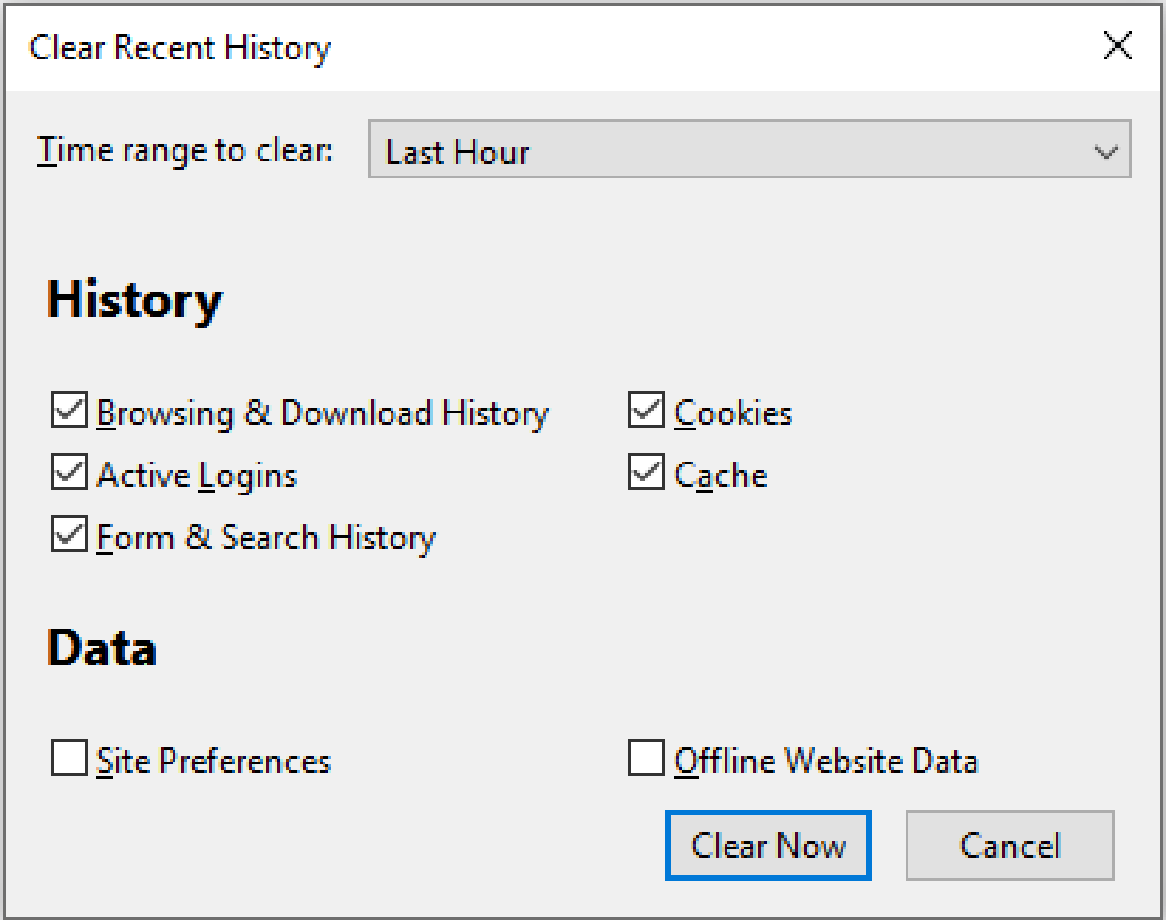 Clear Recent History
Time range to clear: Last Hour
History
Browsing & Download History Cookies
Active Logins Cache
Form & Search History
Data
Site Preferences Offline Website Data
Clear Now Cancel